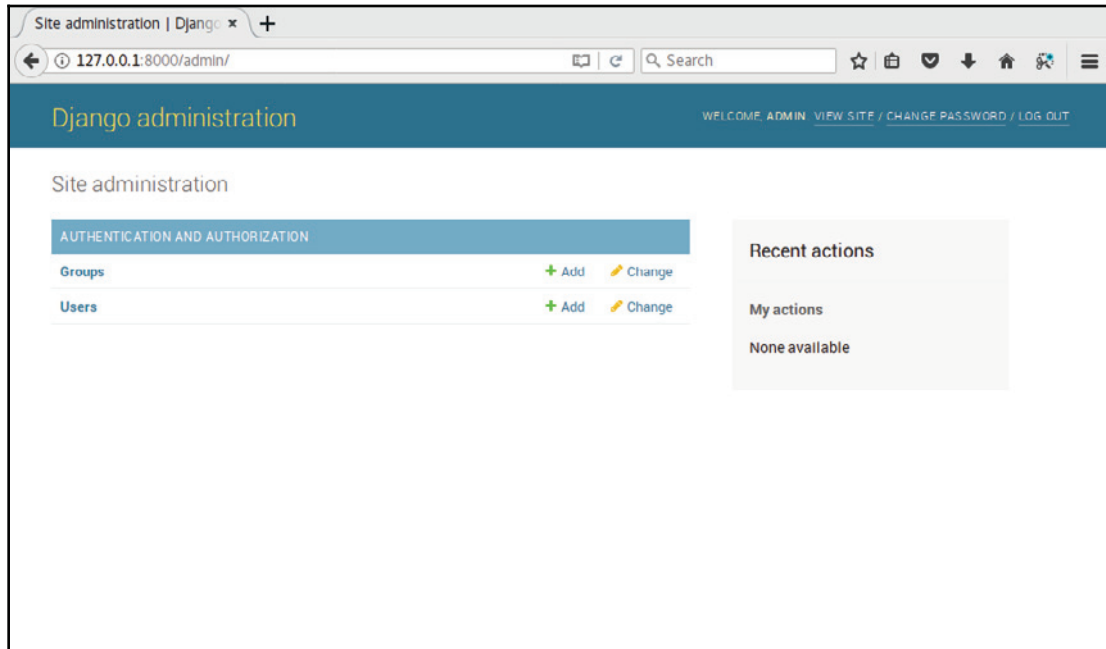 Site administration | Django
127.0.0.1:8000/admin/
Search
Django administration
WELCOME, ADMIN. VIEW SITE / CHANGE PASSWORD / LOG OUT
Site administration
AUTHENTICATION AND AUTHORIZATION
Groups + Add Change
Users + Add Change
Recent actions
My actions
None available